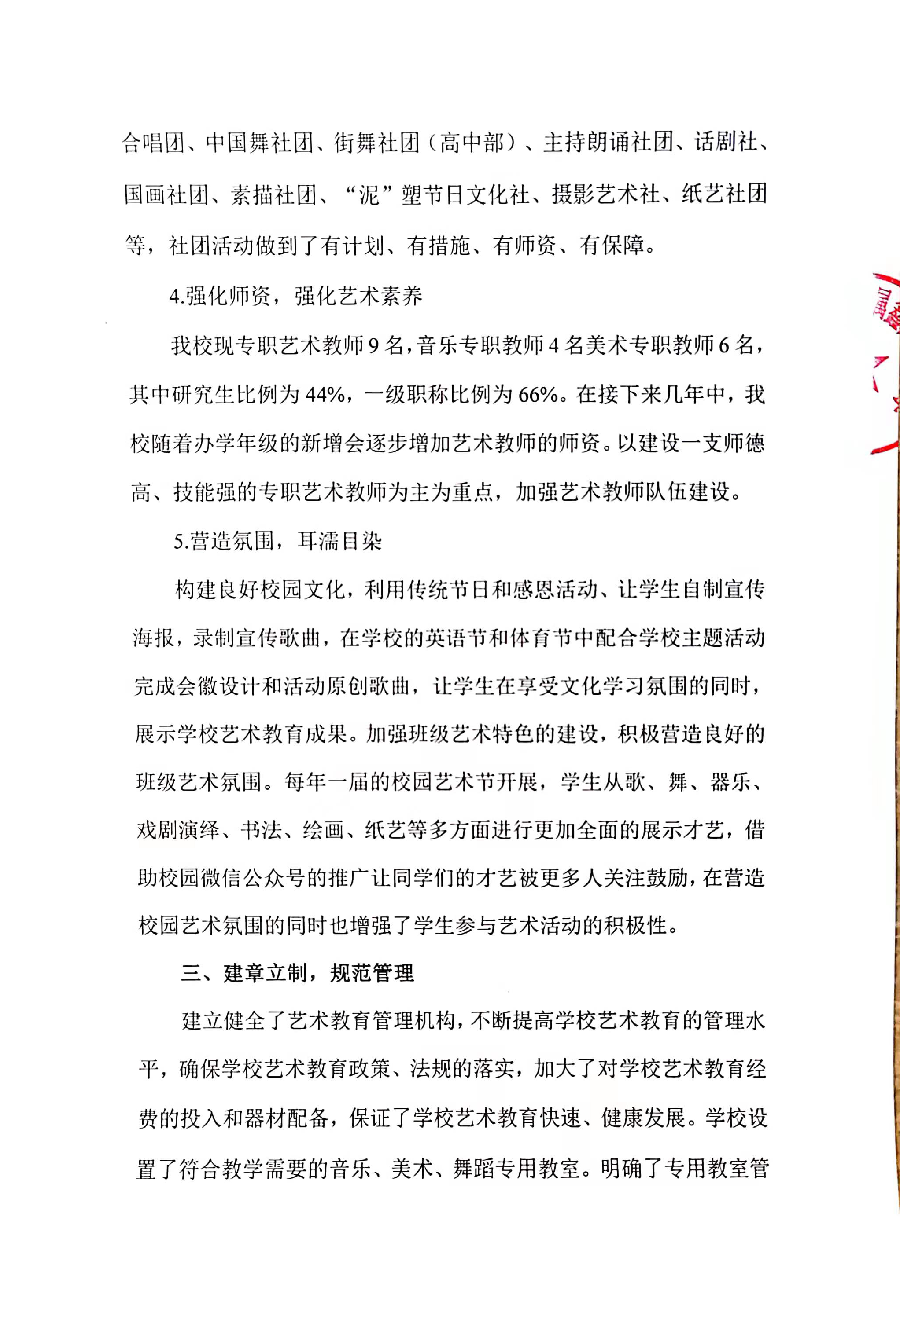 合唱团、中国舞社团、街舞社团（高中部）、主持朗诵社团、话剧社、
国画社团、素描社团、“泥”塑节日文化社、摄影艺术社、纸艺社团
等，社团活动做到了有计划、有措施、有师资、有保障。
4.强化师资，强化艺术素养
我校现专职艺术教师9名，音乐专职教师4名美术专职教师6名，
其中研究生比例为44%，一级职称比例为66%。在接下来几年中，我
校随着办学年级的新增会逐步增加艺术教师的师资。以建设一支师德
高、技能强的专职艺术教师为主为重点，加强艺术教师队伍建设。
5.营造氛围，耳濡目染
构建良好校园文化，利用传统节日和感恩活动、让学生自制宣传
海报，录制宣传歌曲，在学校的英语节和体育节中配合学校主题活动
完成会徽设计和活动原创歌曲，让学生在享受文化学习氛围的同时，
展示学校艺术教育成果。加强班级艺术特色的建设，积极营造良好的
班级艺术氛围。每年一届的校园艺术节开展，学生从歌、舞、器乐、
戏剧演绎、书法、绘画、纸艺等多方面进行更加全面的展示才艺，借
助校园微信公众号的推广让同学们的才艺被更多人关注鼓励，在营造
校园艺术氛围的同时也增强了学生参与艺术活动的积极性。
三、建章立制，规范管理
建立健全了艺术教育管理机构，不断提高学校艺术教育的管理水
平，确保学校艺术教育政策、法规的落实，加大了对学校艺术教育经
费的投入和器材配备，保证了学校艺术教育快速、健康发展。学校设
置了符合教学需要的音乐、美术、舞蹈专用教室。明确了专用教室管